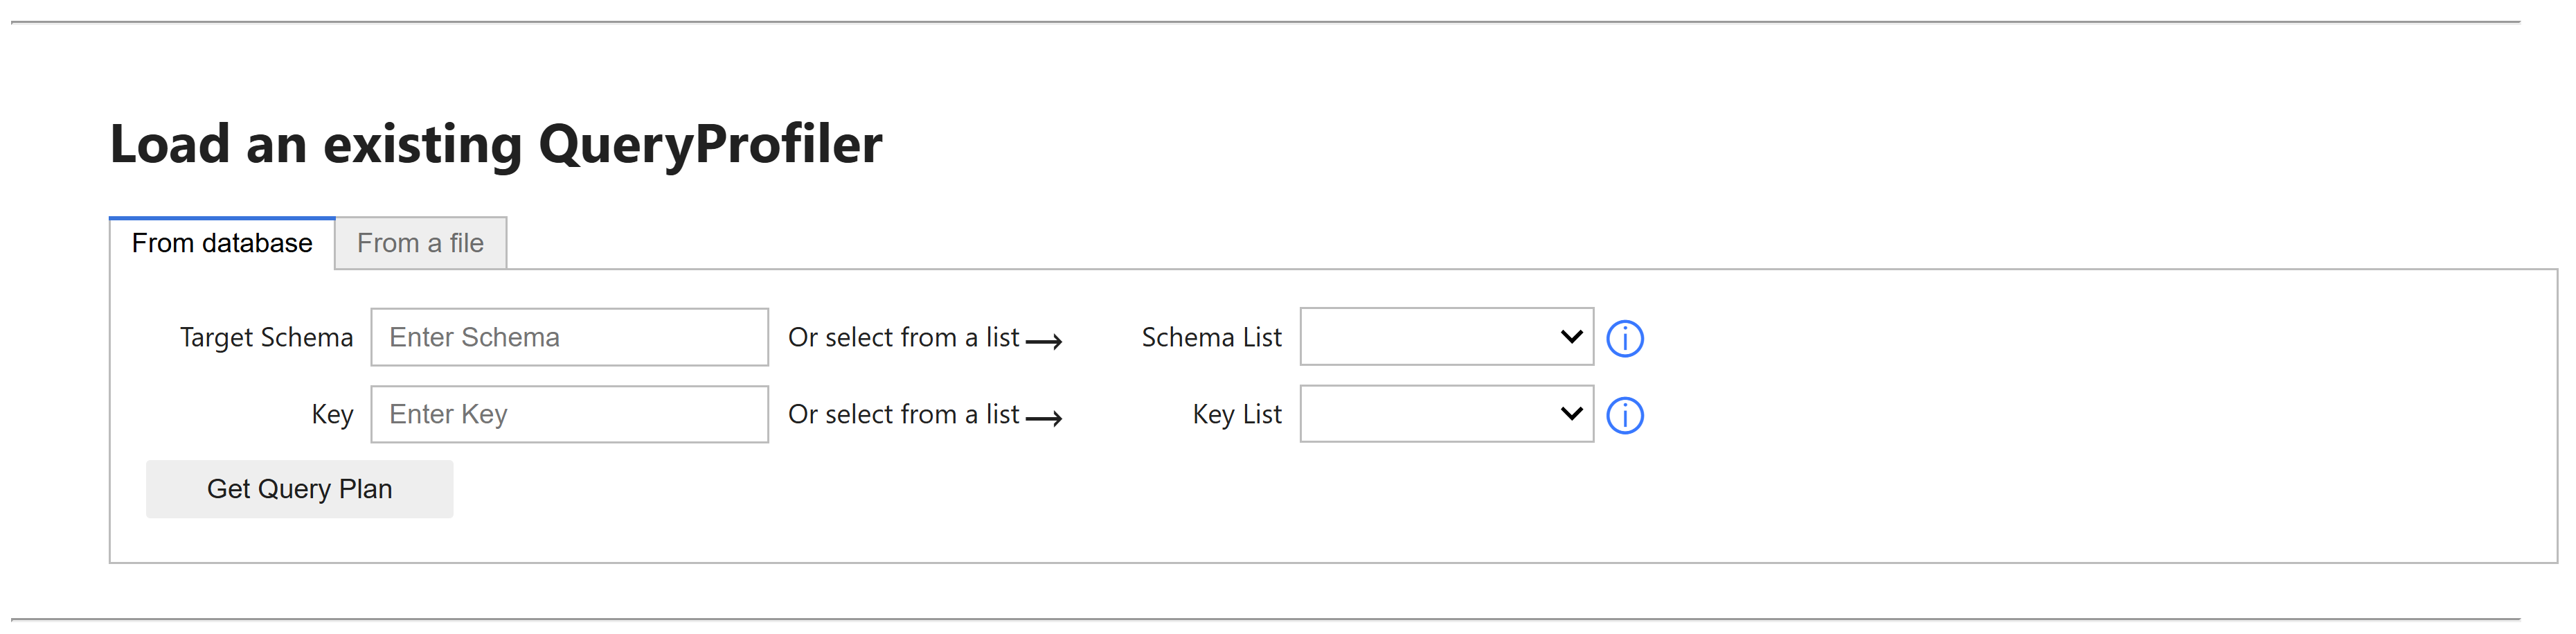 Load an existing QueryProfiler
From database From a file
Target Schema Enter Schema Or select from a list Schema List
Key Enter Key Or select from a list Key List
Get Query Plan